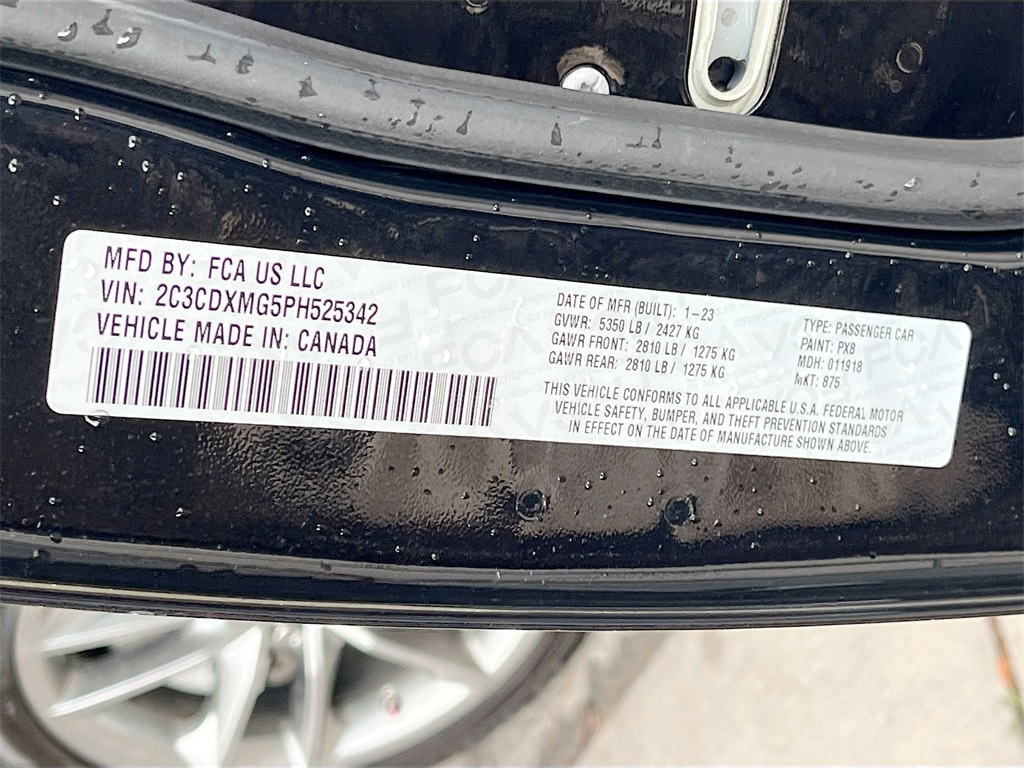 MFD BY: FCA US LLC
VIN: 2C3CDXMG5PH525342
VEHICLE MADE IN: CANADA
DATE OF MFR (BUILT): 1-23
GVWR: 5350 LB / 2427 KG
GAWR FRONT: 2810 LB / 1275 KG
GAWR REAR: 2810 LB / 1275 KG
TYPE: PASSENGER CAR
PAINT: PX8
MDH: 011918
MKT: 875
THIS VEHICLE CONFORMS TO ALL APPLICABLE U.S.A. FEDERAL MOTOR
VEHICLE SAFETY, BUMPER, AND THEFT PREVENTION STANDARDS
IN EFFECT ON THE DATE OF MANUFACTURE SHOWN ABOVE.